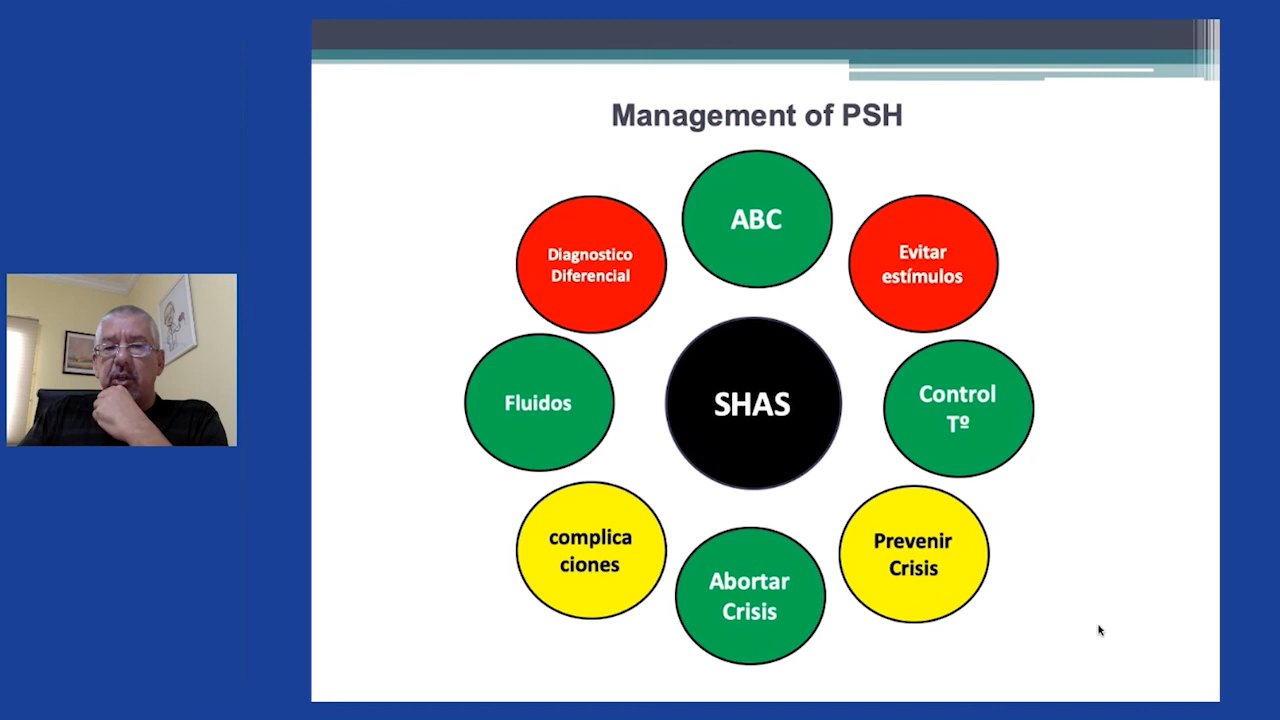 Management of PSH
ABC
Diagnostico
Diferencial
Evitar
estímulos
Fluidos
SHAS
Control
Tº
complica
ciones
Abortar
Crisis
Prevenir
Crisis